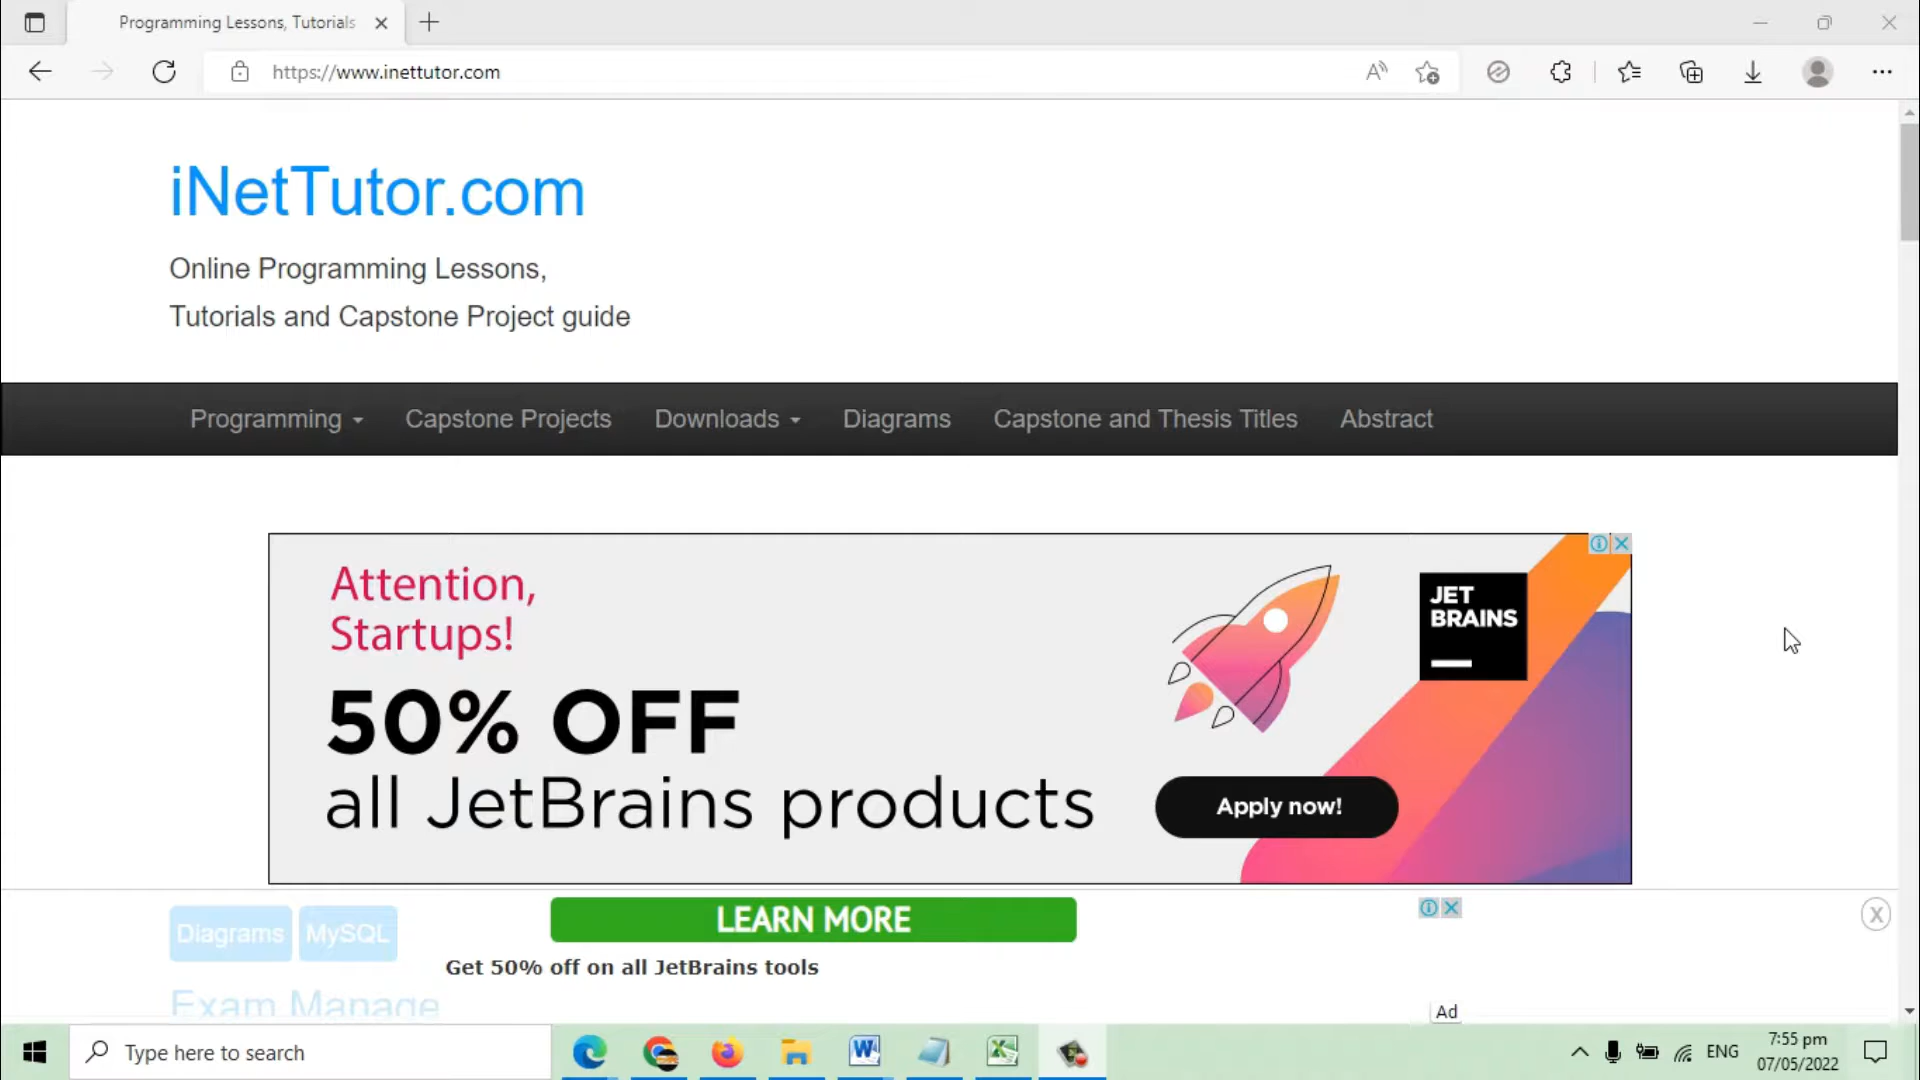 Programming Lessons, Tutorials
https://www.inettutor.com
iNetTutor.com
Online Programming Lessons,
Tutorials and Capstone Project guide
Programming Capstone Projects Downloads Diagrams Capstone and Thesis Titles Abstract
Attention,
Startups!
50% OFF
all JetBrains products
JET
BRAINS
Apply now!
Diagrams MySQL
LEARN MORE
Get 50% off on all JetBrains tools
Exam Manage
Ad
Type here to search
ENG
7:55 pm
07/05/2022